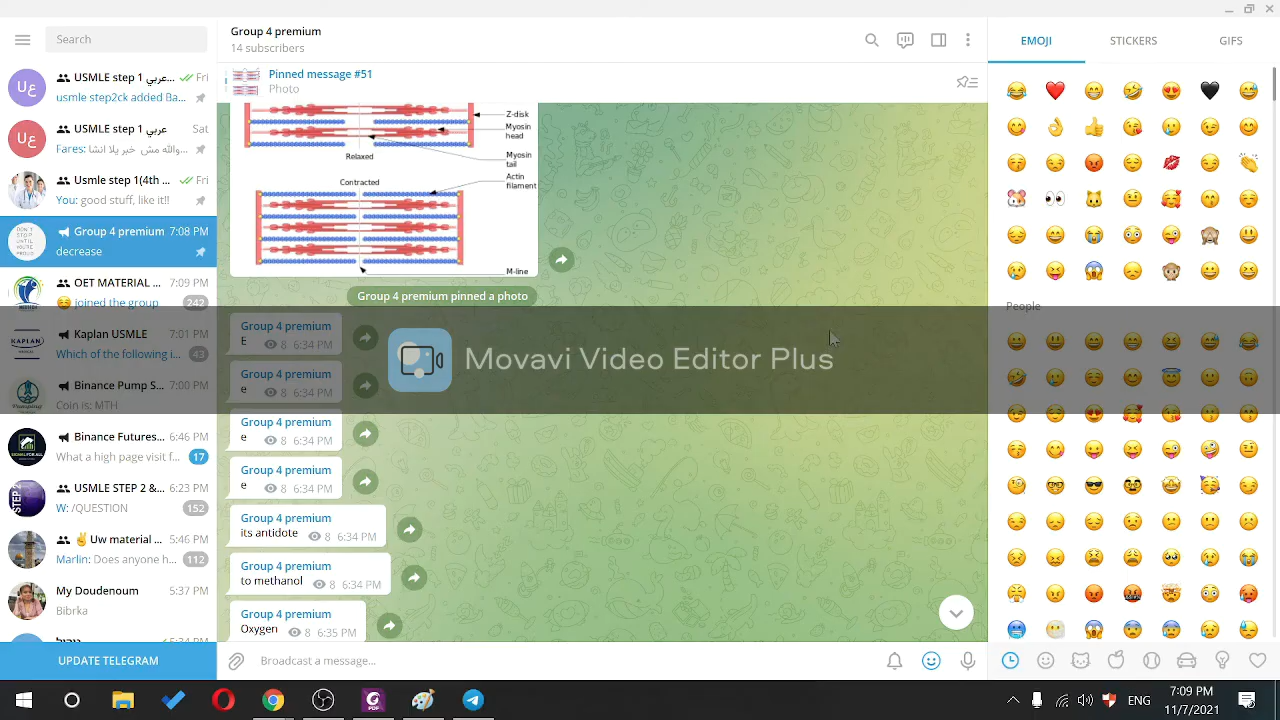 Search
USMLE step 1 عربي Fri
usmle step2ck added Ba...
USMLE step 1 عربي Sat
Fares:
Usmle step1 (4th ... Fri
You: good stuff, like it!!
Group 4 premium 7:08 PM
decreases
OET MATERIAL ... 7:09 PM
joined the group 242
KAPLAN
Kaplan USMLE 7:01 PM
Which of the following i... 43
Binance Pump S... 7:00 PM
Coin is: MTH
Binance Futures... 6:46 PM
What a high page visit f... 17
STEP 2
USMLE STEP 2 &... 6:23 PM
W: /QUESTION 152
Uw material ... 5:46 PM
Marlin: Does anyone h... 112
My Doudenum 5:37 PM
Bibrka
UPDATE TELEGRAM
Group 4 premium
14 subscribers
Pinned message #51
Photo
Z-disk
Myosin
head
Relaxed
Myosin
tail
Contracted
Actin
filament
M-line
Group 4 premium pinned a photo
Group 4 premium
E 8 6:34 PM
Group 4 premium
e 8 6:34 PM
Group 4 premium
e 8 6:34 PM
Group 4 premium
e 8 6:34 PM
Group 4 premium
its antidote 8 6:34 PM
Group 4 premium
to methanol 8 6:34 PM
Group 4 premium
Oxygen 8 6:35 PM
Movavi Video Editor Plus
Broadcast a message...
EMOJI STICKERS GIFS
People
ENG
7:09 PM
11/7/2021